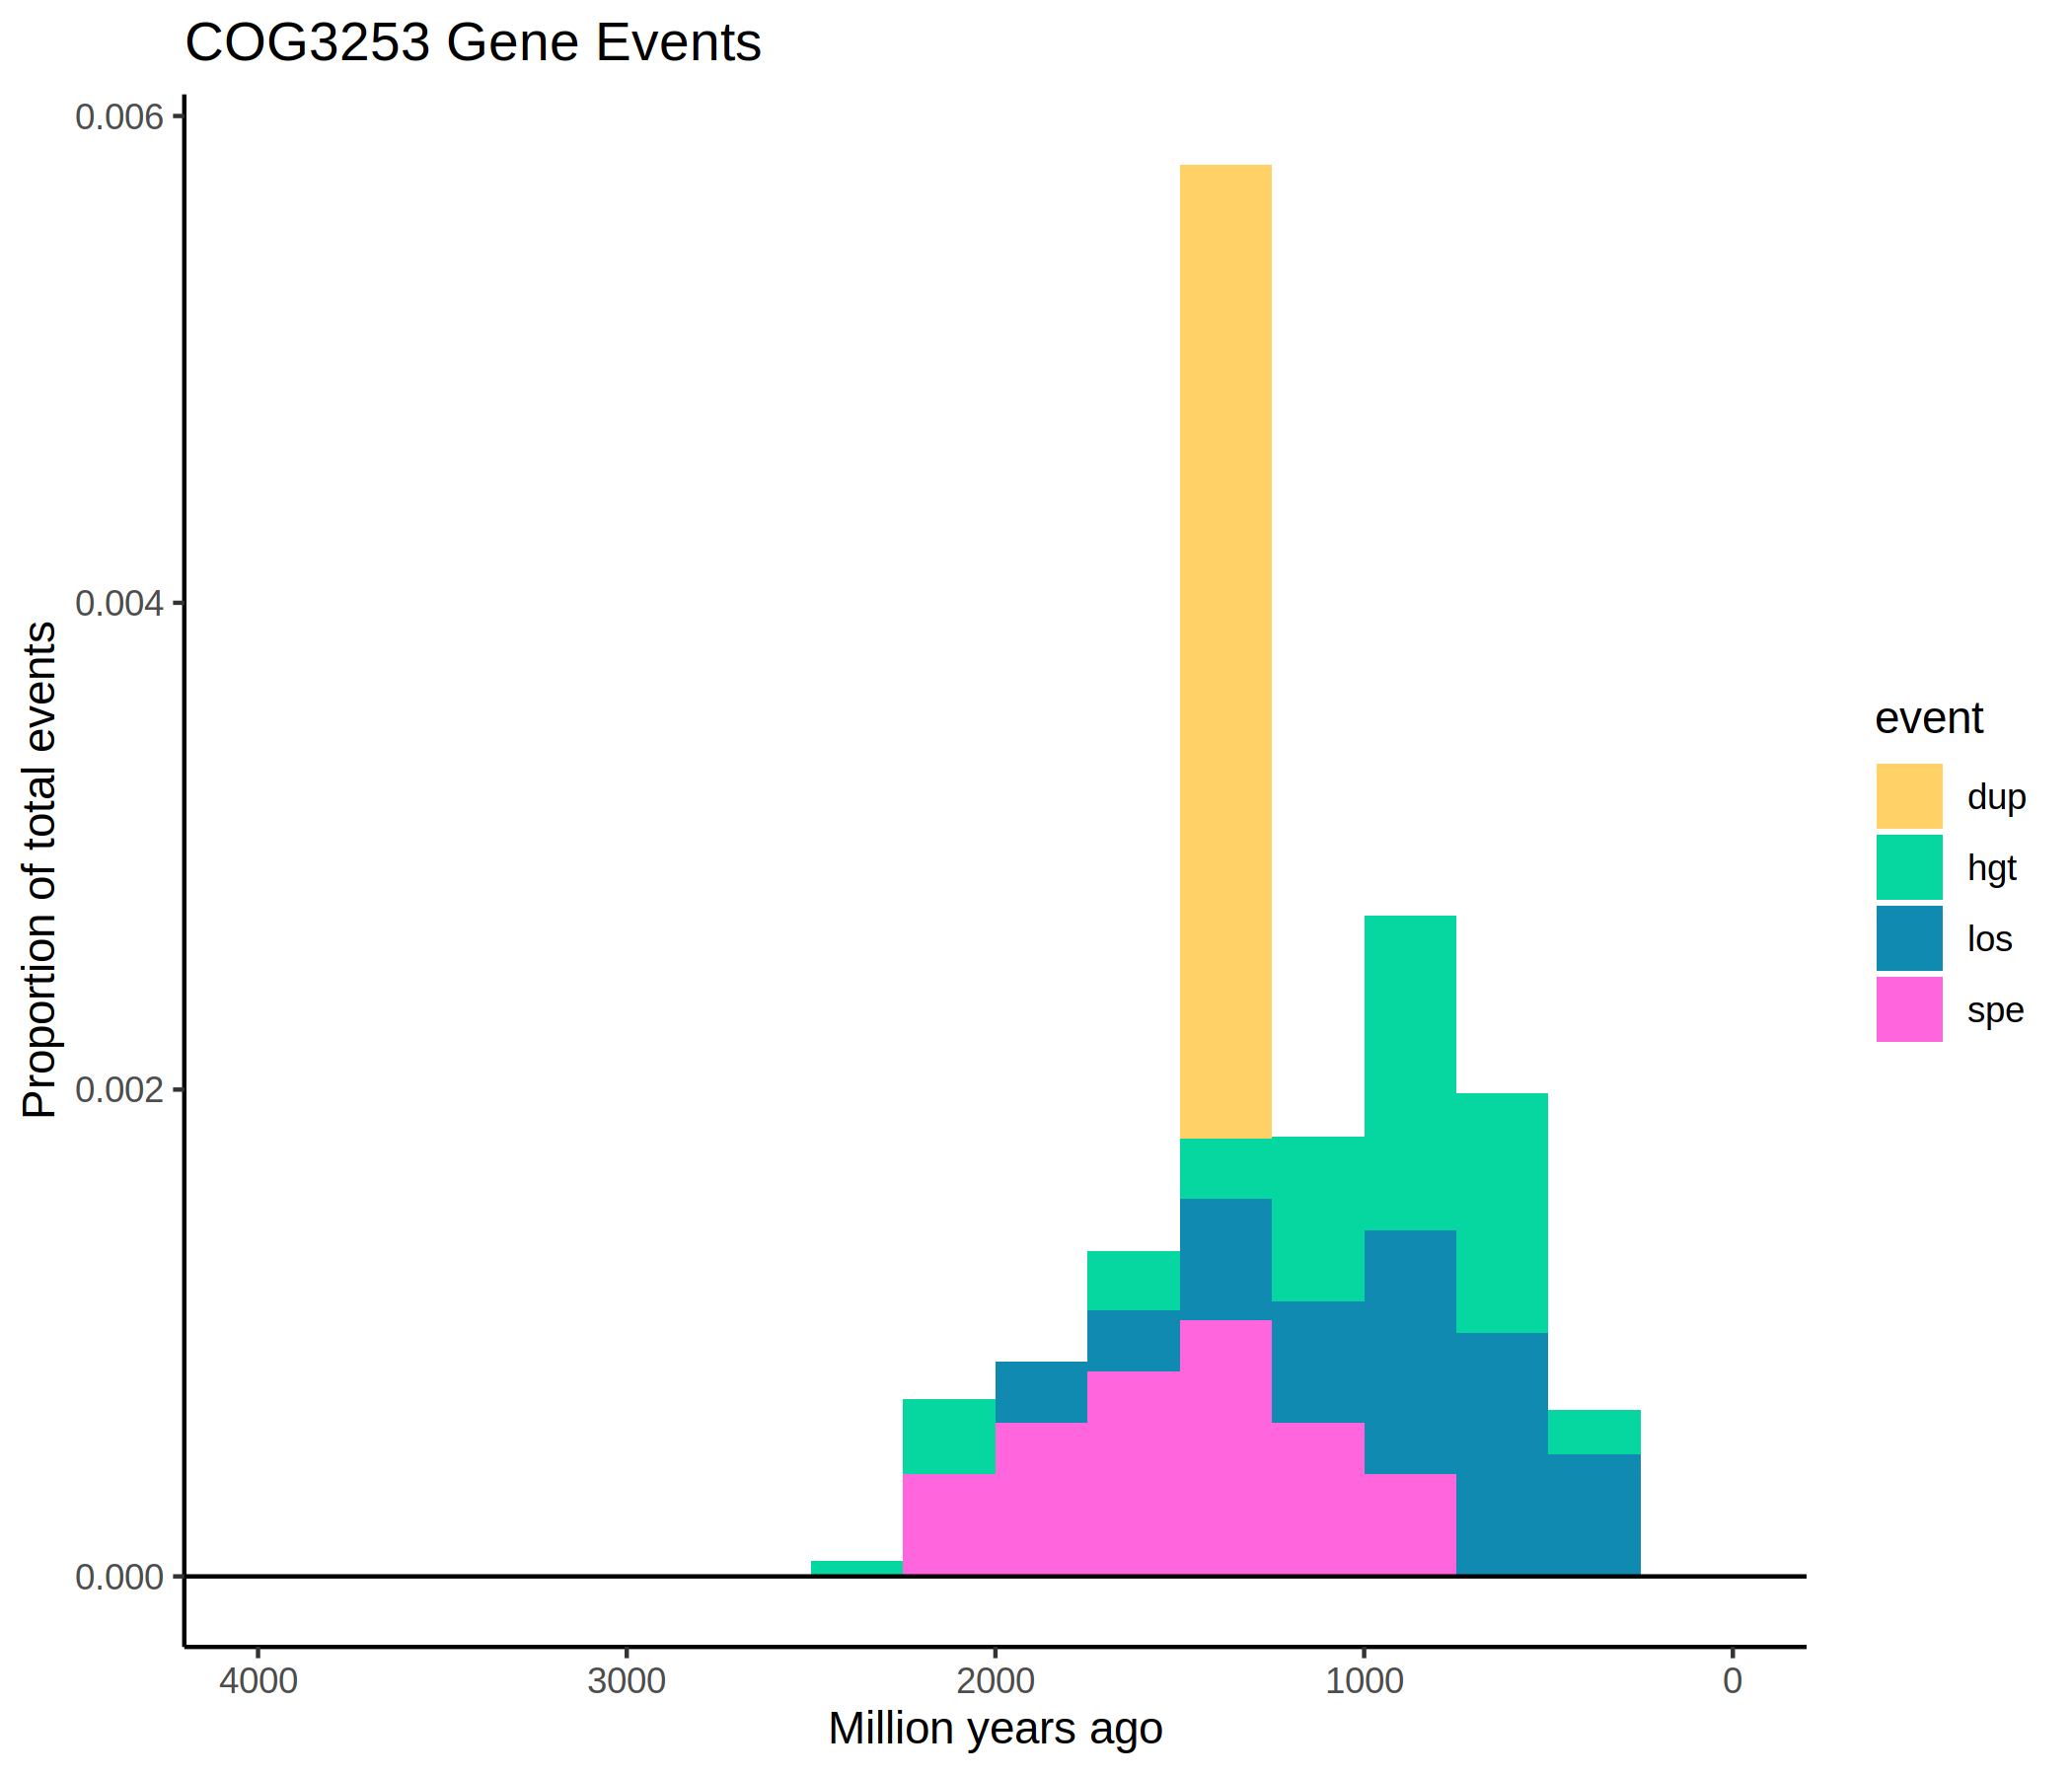 COG3253 Gene Events
0.006
0.004
0.002
0.000
Proportion of total events
4000 3000 2000 1000 0
Million years ago
event
dup
hgt
los
spe